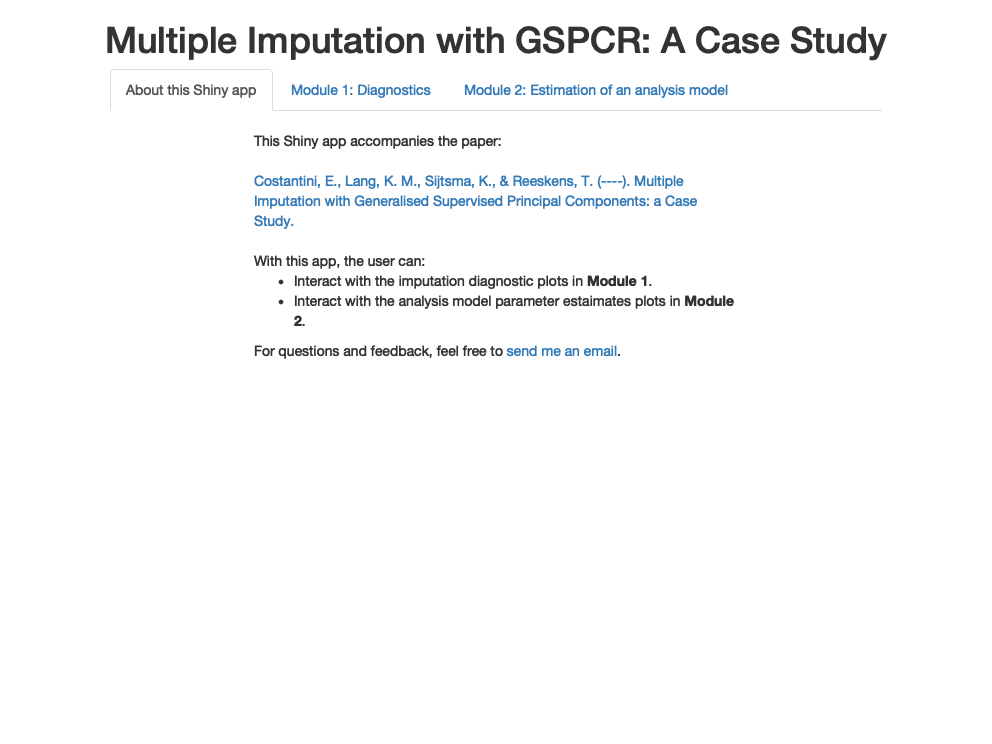 Multiple Imputation with GSPCR: A Case Study
About this Shiny app
Module 1: Diagnostics
Module 2: Estimation of an analysis model
This Shiny app accompanies the paper:
Costantini, E., Lang, K. M., Sijtsma, K., & Reeskens, T. (----). Multiple
Imputation with Generalised Supervised Principal Components: a Case
Study.
With this app, the user can:
• Interact with the imputation diagnostic plots in Module 1.
• Interact with the analysis model parameter estaimates plots in Module
2.
For questions and feedback, feel free to send me an email.